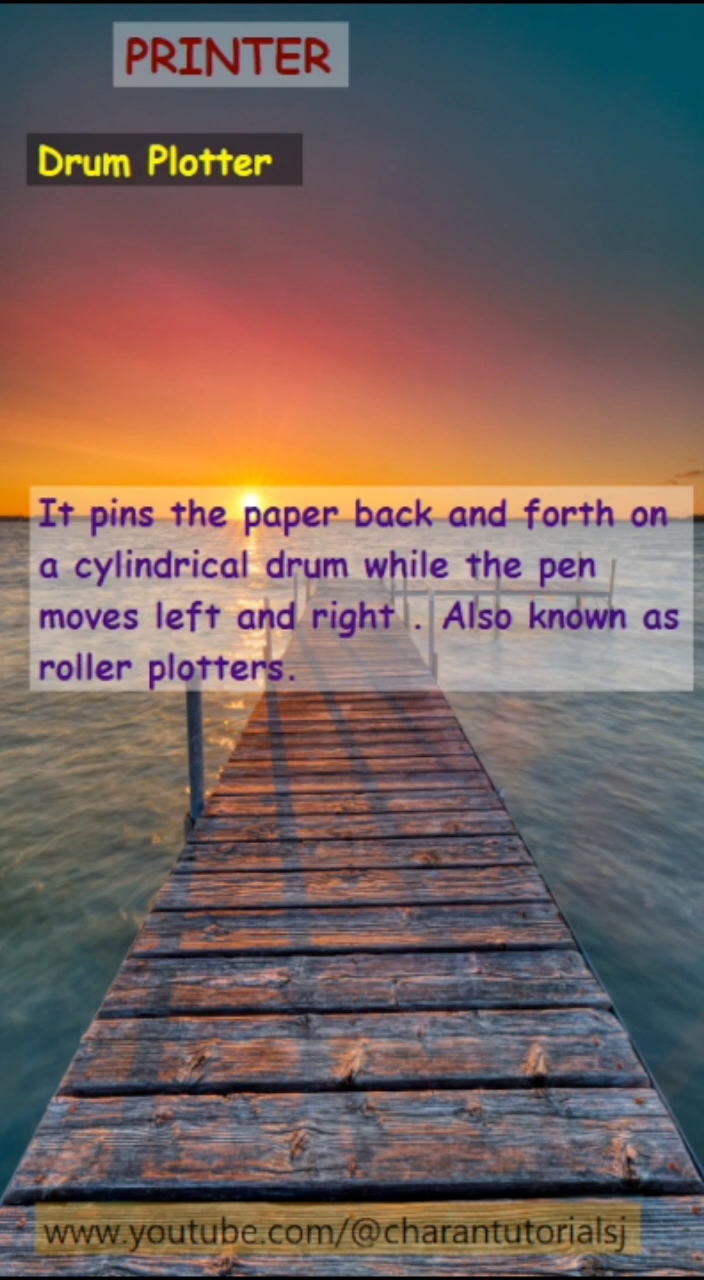 PRINTER
Drum Plotter
It pins the paper back and forth on
a cylindrical drum while the pen
moves left and right . Also known as
roller plotters.
www.youtube.com/@charantutorialsj